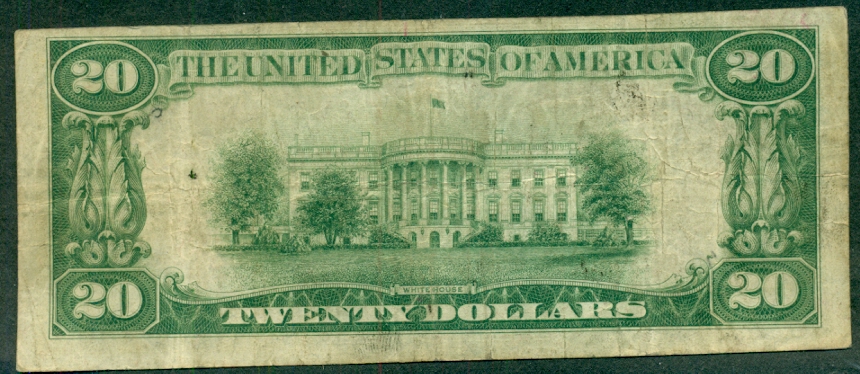 20 THE UNITED STATES OF AMERICA 20
WHITE HOUSE
20 TWENTY DOLLARS 20